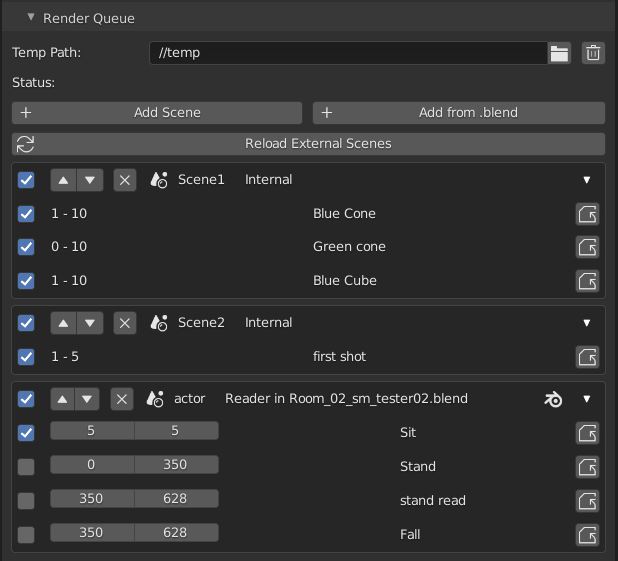 Render Queue
Temp Path: //temp
Status:
Add Scene Add from .blend
Reload External Scenes
Scene1 Internal
1 - 10 Blue Cone
0 - 10 Green cone
1 - 10 Blue Cube
Scene2 Internal
1 - 5 first shot
actor Reader in Room_02_sm_tester02.blend
5 5 Sit
0 350 Stand
350 628 stand read
350 628 Fall